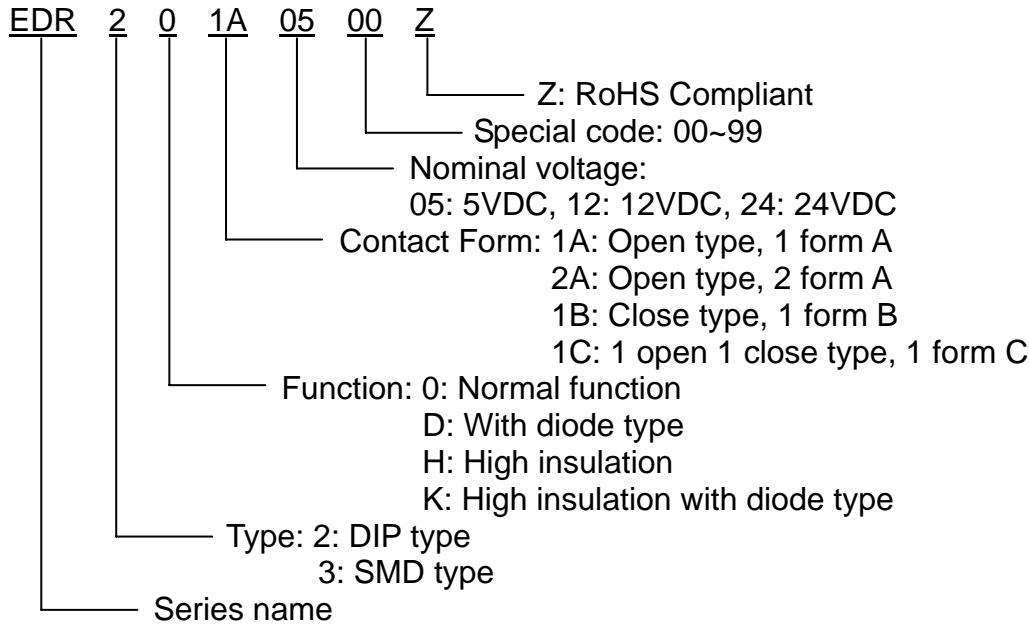 EDR 2 0 1A 05 00 Z
Z: RoHS Compliant
Special code: 00~99
Nominal voltage:
05: 5VDC, 12: 12VDC, 24: 24VDC
Contact Form: 1A: Open type, 1 form A
2A: Open type, 2 form A
1B: Close type, 1 form B
1C: 1 open 1 close type, 1 form C
Function: 0: Normal function
D: With diode type
H: High insulation
K: High insulation with diode type
Type: 2: DIP type
3: SMD type
Series name